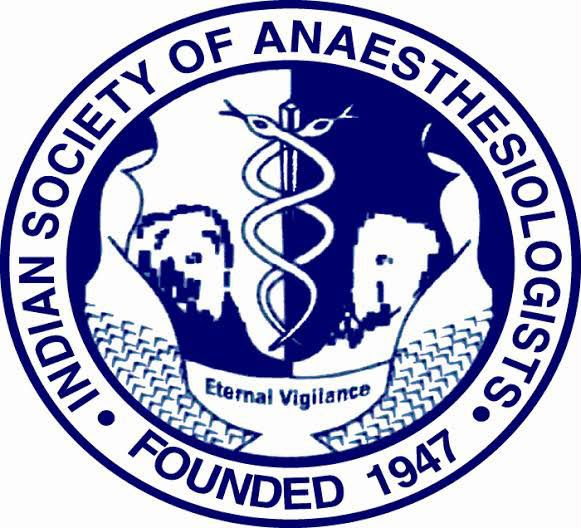 INDIAN SOCIETY OF ANAESTHESIOLOGISTS
Eternal Vigilance
• FOUNDED 1947 •